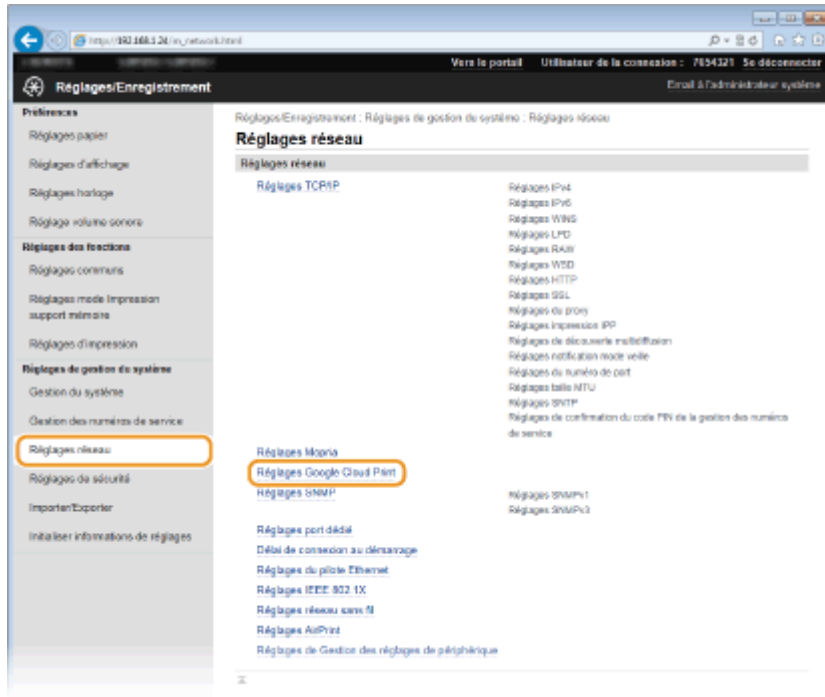 http://192.168.1.24/m_network.html
Vers le portail Utilisateur de la connexion : 7654321 Se déconnecter
Réglages/Enregistrement
Email à l'administrateur système
Préférences
Réglages papier
Réglages d'affichage
Réglages horloge
Réglage volume sonore
Réglages des fonctions
Réglages communs
Réglages mode Impression
support mémoire
Réglages d'impression
Réglages de gestion du système
Gestion du système
Gestion des numéros de service
Réglages réseau
Réglages de sécurité
Importer/Exporter
Initialiser informations de réglages
Réglages/Enregistrement : Réglages de gestion du système : Réglages réseau
Réglages réseau
Réglages réseau
Réglages TCP/IP
Réglages IPv4
Réglages IPv6
Réglages WINS
Réglages LPD
Réglages RAW
Réglages WSD
Réglages HTTP
Réglages SSL
Réglages du proxy
Réglages impression IPP
Réglages de découverte multidiffusion
Réglages notification mode veille
Réglages du numéro de port
Réglages taille MTU
Réglages SNTP
Réglages de confirmation du code PIN de la gestion des numéros
de service
Réglages Mopria
Réglages Google Cloud Print
Réglages SNMP
Réglages SNMPv1
Réglages SNMPv3
Réglages port dédié
Délai de connexion au démarrage
Réglages du pilote Ethernet
Réglages IEEE 802.1X
Réglages réseau sans fil
Réglages AirPrint
Réglages de Gestion des réglages de périphérique